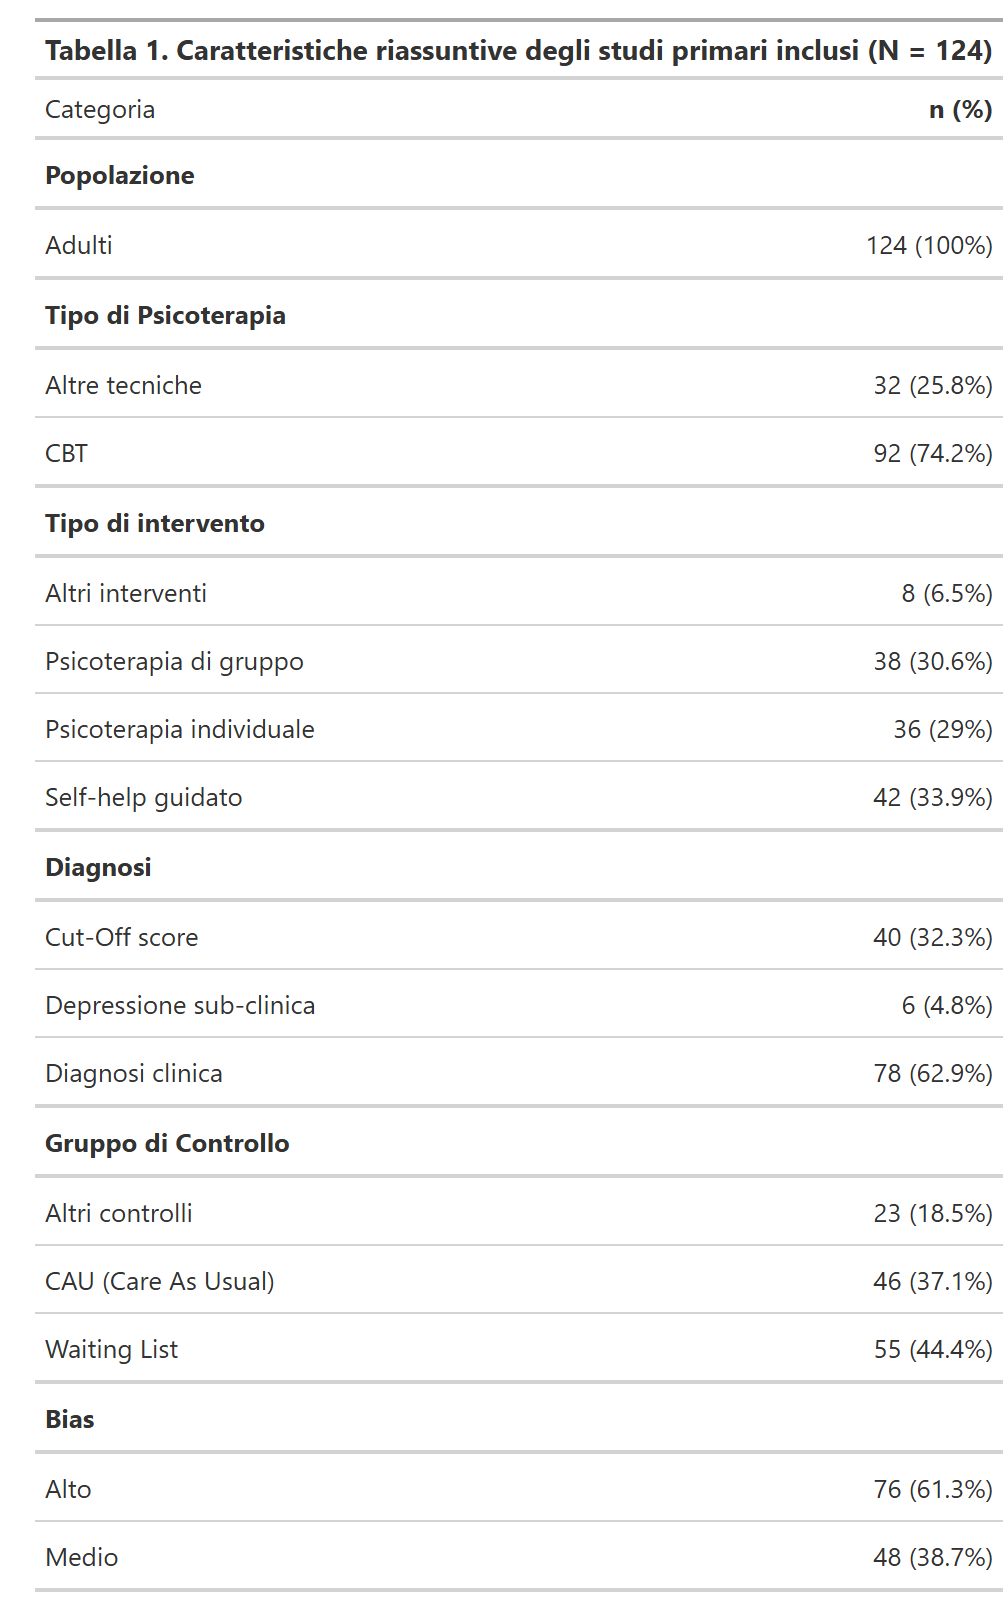 Tabella 1. Caratteristiche riassuntive degli studi primari inclusi (N = 124)
Categoria n (%)
Popolazione
Adulti 124 (100%)
Tipo di Psicoterapia
Altre tecniche 32 (25.8%)
CBT 92 (74.2%)
Tipo di intervento
Altri interventi 8 (6.5%)
Psicoterapia di gruppo 38 (30.6%)
Psicoterapia individuale 36 (29%)
Self-help guidato 42 (33.9%)
Diagnosi
Cut-Off score 40 (32.3%)
Depressione sub-clinica 6 (4.8%)
Diagnosi clinica 78 (62.9%)
Gruppo di Controllo
Altri controlli 23 (18.5%)
CAU (Care As Usual) 46 (37.1%)
Waiting List 55 (44.4%)
Bias
Alto 76 (61.3%)
Medio 48 (38.7%)